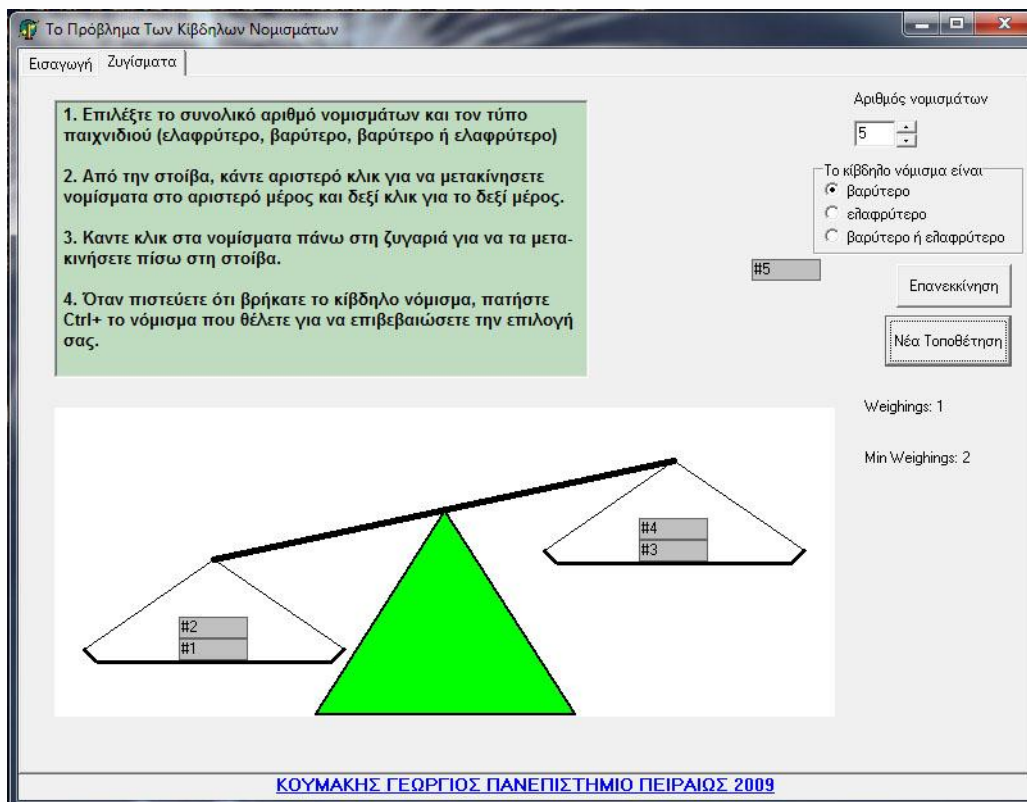 Το Πρόβλημα Των Κίβδηλων Νομισμάτων
Εισαγωγή Ζυγίσματα
1. Επιλέξτε το συνολικό αριθμό νομισμάτων και τον τύπο
παιχνιδιού (ελαφρύτερο, βαρύτερο, βαρύτερο ή ελαφρύτερο)
2. Από την στοίβα, κάντε αριστερό κλικ για να μετακίνησετε
νομίσματα στο αριστερό μέρος και δεξί κλικ για το δεξί μέρος.
3. Καντε κλικ στα νομίσματα πάνω στη ζυγαριά για να τα μετα-
κινήσετε πίσω στη στοίβα.
4. Όταν πιστεύετε ότι βρήκατε το κίβδηλο νόμισμα, πατήστε
Ctrl+ το νόμισμα που θέλετε για να επιβεβαιώσετε την επιλογή
σας.
Αριθμός νομισμάτων
5
Το κίβδηλο νόμισμα είναι
βαρύτερο
ελαφρύτερο
βαρύτερο ή ελαφρύτερο
#5
Επανεκκίνηση
Νέα Τοποθέτηση
Weighings: 1
Min Weighings: 2
#4
#3
#2
#1
ΚΟΥΜΑΚΗΣ ΓΕΩΡΓΙΟΣ ΠΑΝΕΠΙΣΤΗΜΙΟ ΠΕΙΡΑΙΩΣ 2009